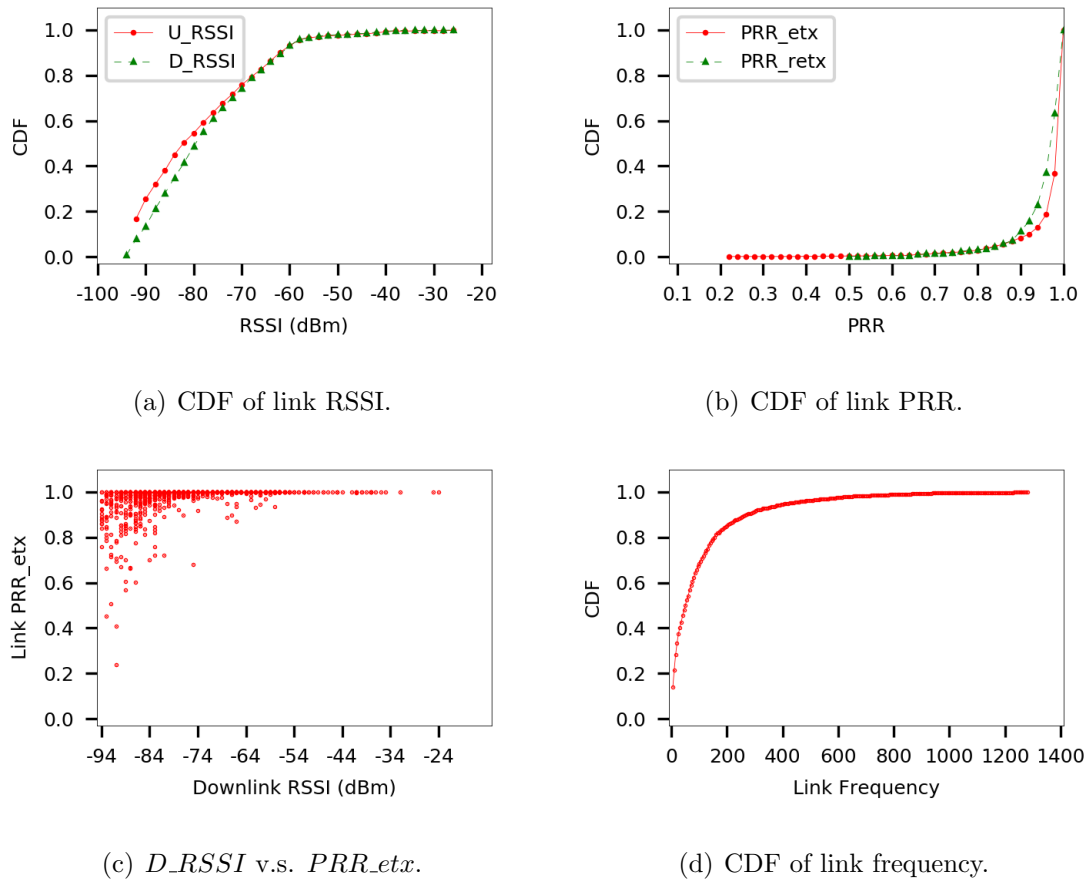 U_RSSI
D_RSSI
CDF
1.0
0.8
0.6
0.4
0.2
0.0
-100 -90 -80 -70 -60 -50 -40 -30 -20
RSSI (dBm)
(a) CDF of link RSSI.
PRR_etx
PRR_retx
CDF
1.0
0.8
0.6
0.4
0.2
0.0
0.1 0.2 0.3 0.4 0.5 0.6 0.7 0.8 0.9 1.0
PRR
(b) CDF of link PRR.
Link PRR_etx
1.0
0.8
0.6
0.4
0.2
0.0
-94 -84 -74 -64 -54 -44 -34 -24
Downlink RSSI (dBm)
(c) D_RSSI v.s. PRR_etx.
CDF
1.0
0.8
0.6
0.4
0.2
0.0
0 200 400 600 800 1000 1200 1400
Link Frequency
(d) CDF of link frequency.